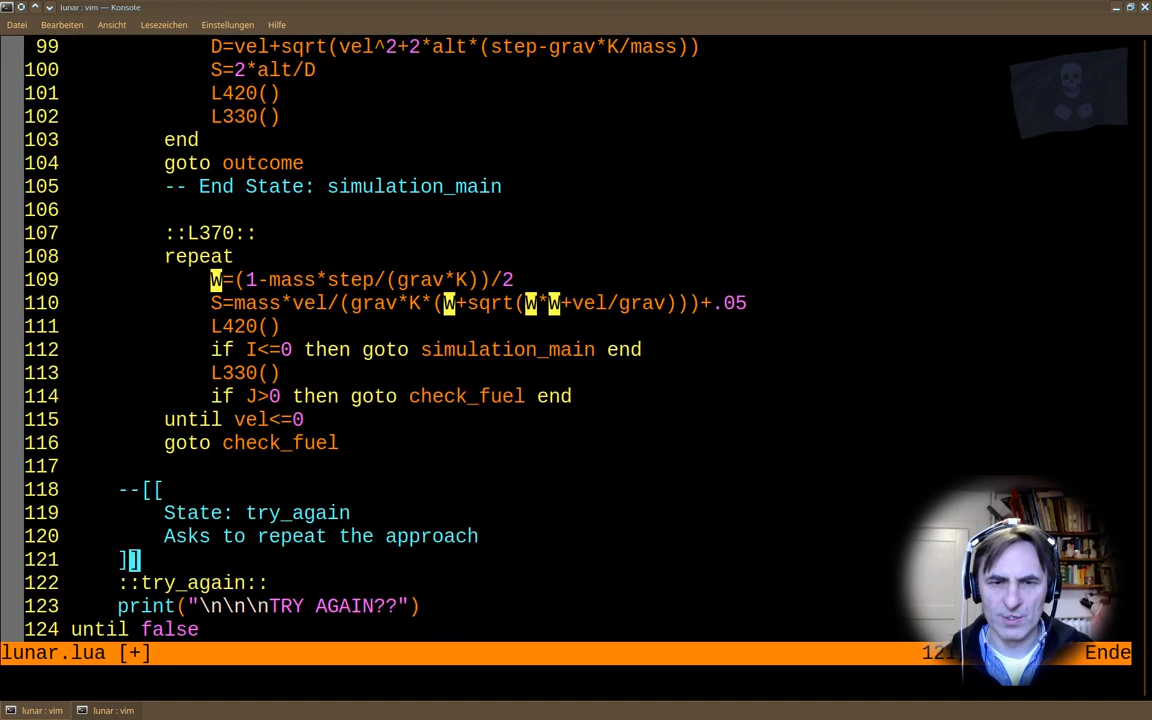 lunar : vim — Konsole
Datei Bearbeiten Ansicht Lesezeichen Einstellungen Hilfe
99 D=vel+sqrt(vel^2+2*alt*(step-grav*K/mass))
100 S=2*alt/D
101 L420()
102 L330()
103 end
104 goto outcome
105 -- End State: simulation_main
106
107 ::L370::
108 repeat
109 W=(1-mass*step/(grav*K))/2
110 S=mass*vel/(grav*K*(W+sqrt(W*W+vel/grav)))+.05
111 L420()
112 if I<=0 then goto simulation_main end
113 L330()
114 if J>0 then goto check_fuel end
115 until vel<=0
116 goto check_fuel
117
118 --[[
119 State: try_again
120 Asks to repeat the approach
121 ]]
122 ::try_again::
123 print("\n\n\nTRY AGAIN??")
124 until false
lunar.lua [+] Ende
lunar : vim lunar : vim